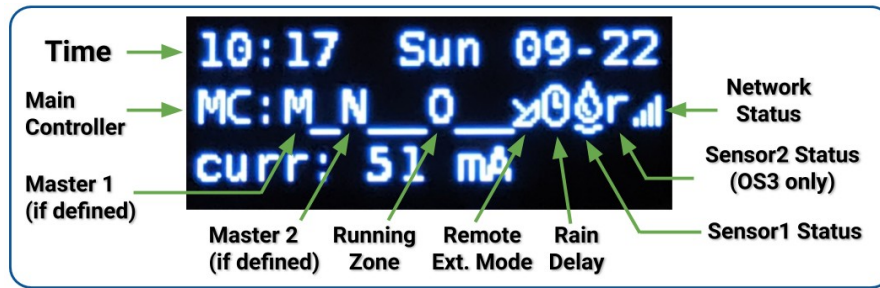 Time
10:17 Sun 09-22
Main
Controller
MC:M_N__O__ r
Network
Status
curr: 51 mA
Sensor2 Status
(OS3 only)
Master 1
(if defined)
Master 2
(if defined)
Running
Zone
Remote
Ext. Mode
Rain
Delay
Sensor1 Status